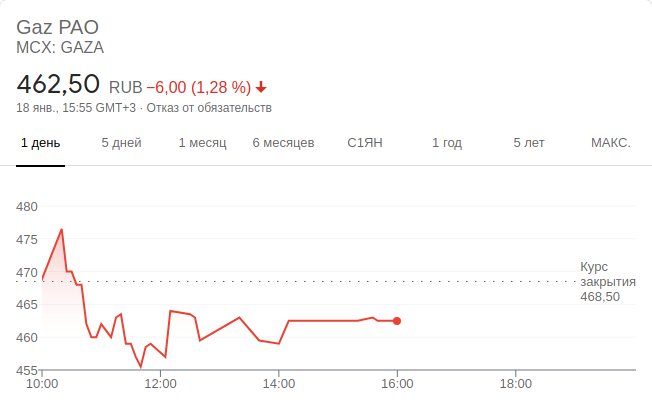 Gaz PAO
MCX: GAZA
462,50 RUB −6,00 (1,28 %)
18 янв., 15:55 GMT+3 · Отказ от обязательств
1 день 5 дней 1 месяц 6 месяцев С1ЯН 1 год 5 лет МАКС.
480
475
470
465
460
455
Курс
закрытия
468,50
10:00 12:00 14:00 16:00 18:00